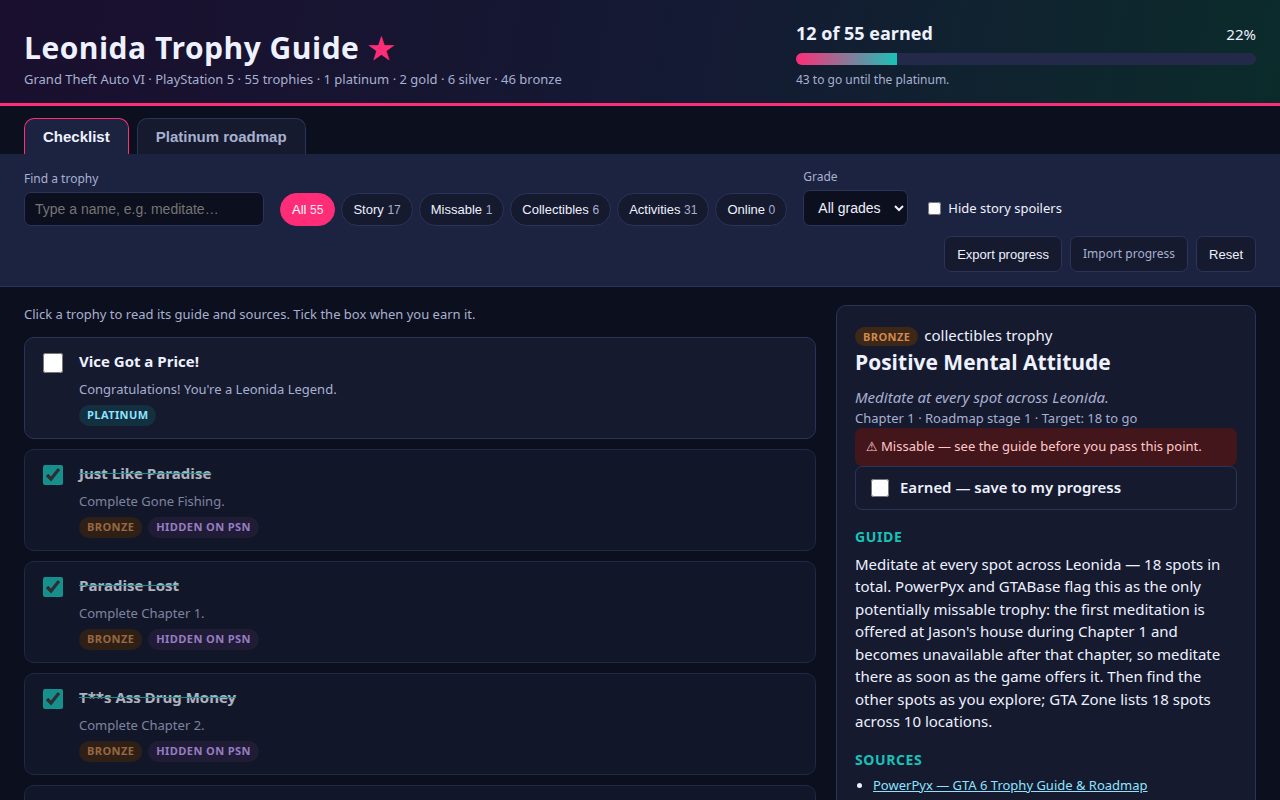 Leonida Trophy Guide ★
Grand Theft Auto VI · PlayStation 5 · 55 trophies · 1 platinum · 2 gold · 6 silver · 46 bronze
12 of 55 earned
22%
43 to go until the platinum.
Checklist
Platinum roadmap
Find a trophy
Type a name, e.g. meditate…
All 55
Story 17
Missable 1
Collectibles 6
Activities 31
Online 0
Grade
All grades
Hide story spoilers
Export progress
Import progress
Reset
Click a trophy to read its guide and sources. Tick the box when you earn it.
Vice Got a Price!
Congratulations! You're a Leonida Legend.
PLATINUM
Just Like Paradise
Complete Gone Fishing.
BRONZE
HIDDEN ON PSN
Paradise Lost
Complete Chapter 1.
BRONZE
HIDDEN ON PSN
T**s Ass Drug Money
Complete Chapter 2.
BRONZE
HIDDEN ON PSN
BRONZE collectibles trophy
Positive Mental Attitude
Meditate at every spot across Leonida.
Chapter 1 · Roadmap stage 1 · Target: 18 to go
⚠ Missable — see the guide before you pass this point.
Earned — save to my progress
GUIDE
Meditate at every spot across Leonida — 18 spots in
total. PowerPyx and GTABase flag this as the only
potentially missable trophy: the first meditation is
offered at Jason's house during Chapter 1 and
becomes unavailable after that chapter, so meditate
there as soon as the game offers it. Then find the
other spots as you explore; GTA Zone lists 18 spots
across 10 locations.
SOURCES
PowerPyx — GTA 6 Trophy Guide & Roadmap